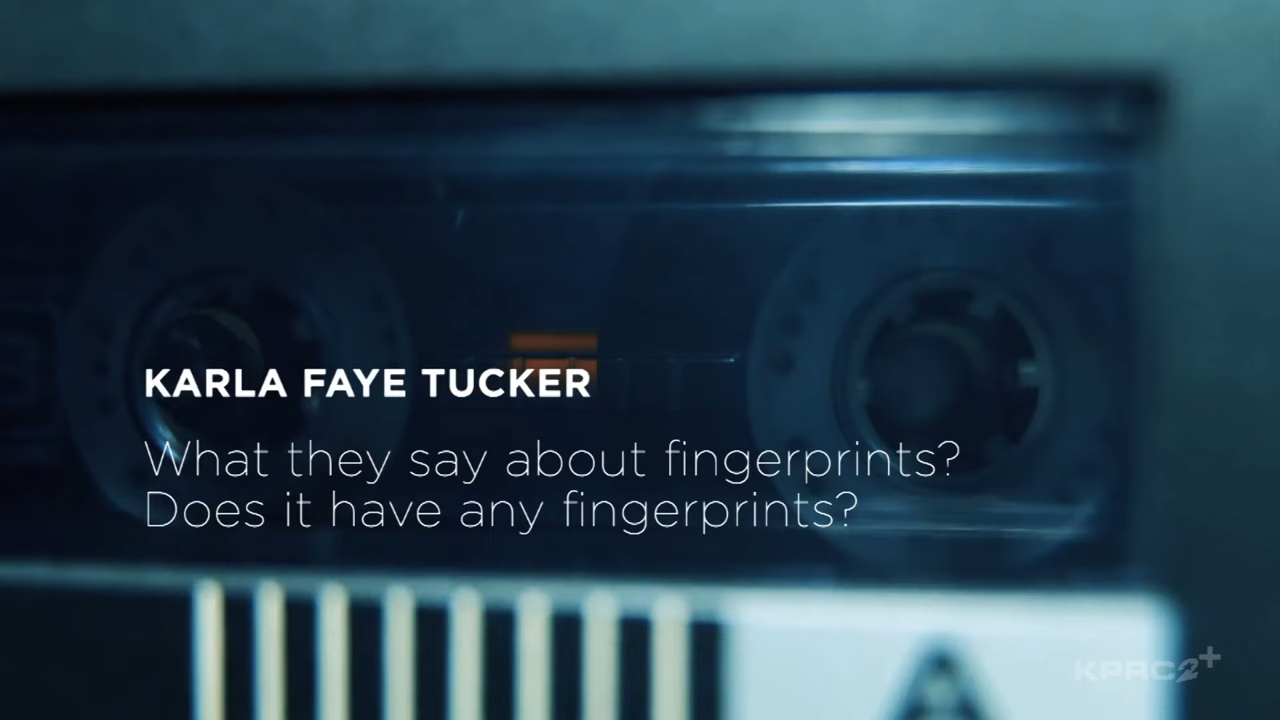 KARLA FAYE TUCKER
What they say about fingerprints?
Does it have any fingerprints?
A
KPRC2+